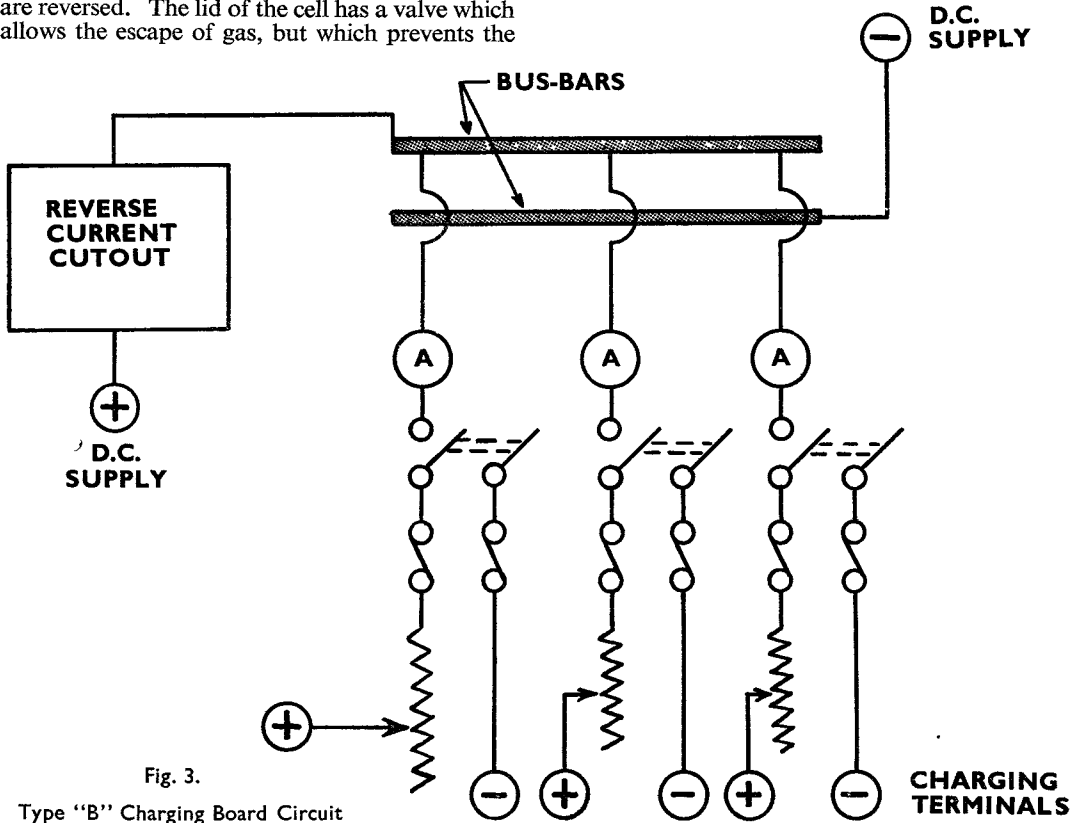 are reversed. The lid of the cell has a valve which
allows the escape of gas, but which prevents the
−
D.C.
SUPPLY
BUS-BARS
REVERSE
CURRENT
CUTOUT
A
A
A
+
D.C.
SUPPLY
+
−
+
−
+
−
CHARGING
TERMINALS
Fig. 3.
Type "B" Charging Board Circuit